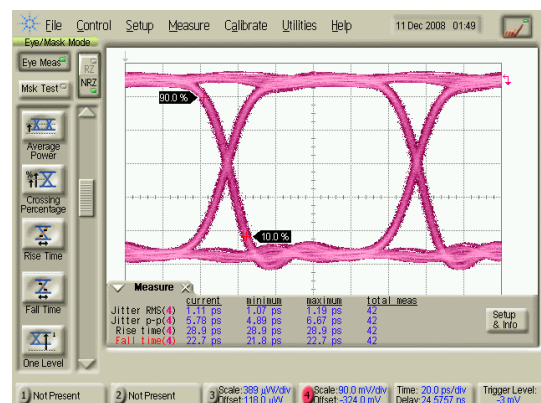 File Control Setup Measure Calibrate Utilities Help 11 Dec 2008 01:49
Eye/Mask Mode
Eye Meas
RZ
NRZ
Msk Test
90.0 %
Average
Power
Crossing
Percentage
10.0 %
Rise Time
Measure
current minimum maximum total meas
Jitter RMS(4) 1.11 ps 1.07 ps 1.19 ps 42
Jitter p-p(4) 5.78 ps 4.89 ps 6.67 ps 42
Rise time(4) 28.9 ps 28.9 ps 28.9 ps 42
Fall time(4) 22.7 ps 21.8 ps 22.7 ps 42
Fall Time
Setup
& Info
One Level
1 Not Present
2 Not Present
3 Scale:389 µW/div
Offset:118.0 µW
4 Scale:90.0 mV/div
Offset:-324.0 mV
Time: 20.0 ps/div
Delay:24.5757 ns
Trigger Level:
-3 mV